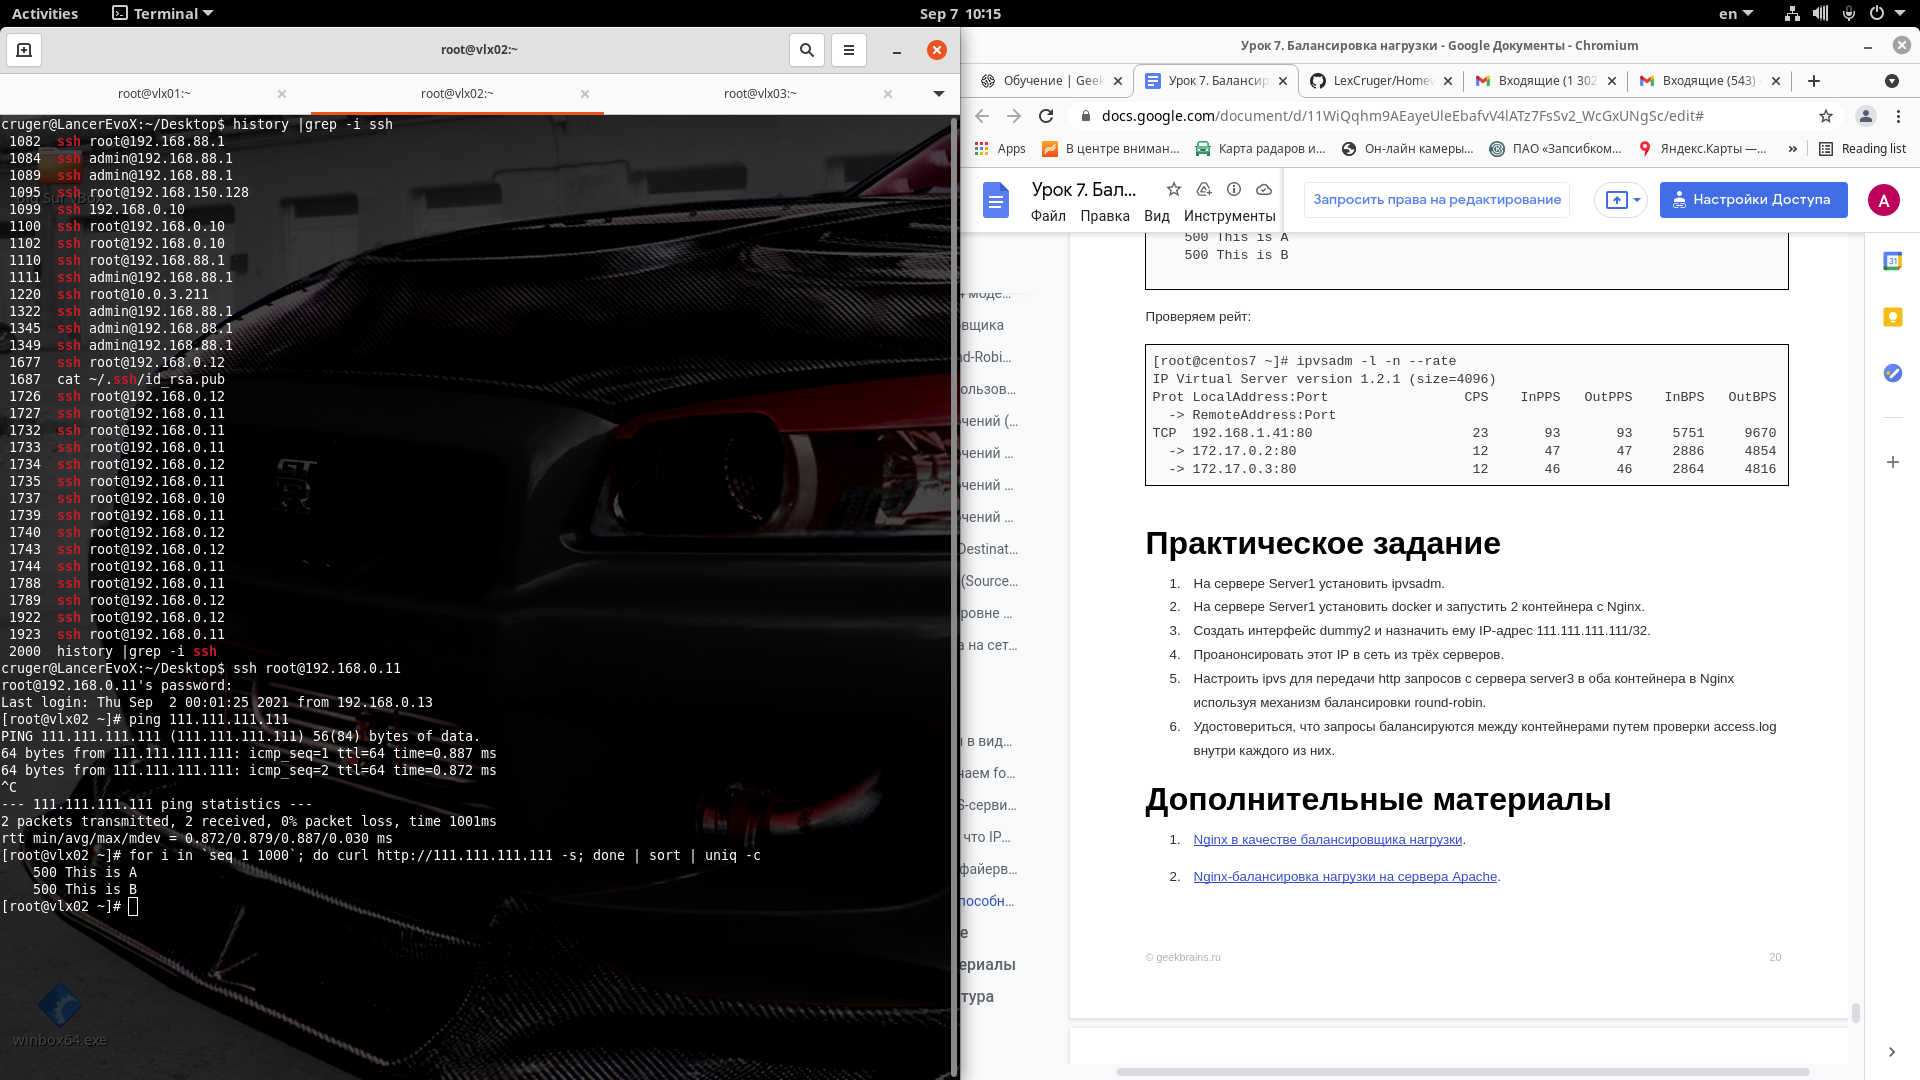 Activities
Terminal
Sep 7 10:15
en
root@vlx02:~
root@vlx01:~
root@vlx02:~
root@vlx03:~
cruger@LancerEvoX:~/Desktop$ history |grep -i ssh
1082 ssh root@192.168.88.1
1084 ssh admin@192.168.88.1
1089 ssh admin@192.168.88.1
1095 ssh root@192.168.150.128
1099 ssh 192.168.0.10
1100 ssh root@192.168.0.10
1102 ssh root@192.168.0.10
1110 ssh root@192.168.88.1
1111 ssh admin@192.168.88.1
1220 ssh root@10.0.3.211
1322 ssh admin@192.168.88.1
1345 ssh admin@192.168.88.1
1349 ssh admin@192.168.88.1
1677 ssh root@192.168.0.12
1687 cat ~/.ssh/id_rsa.pub
1726 ssh root@192.168.0.12
1727 ssh root@192.168.0.11
1732 ssh root@192.168.0.11
1733 ssh root@192.168.0.11
1734 ssh root@192.168.0.12
1735 ssh root@192.168.0.11
1737 ssh root@192.168.0.10
1739 ssh root@192.168.0.11
1740 ssh root@192.168.0.12
1743 ssh root@192.168.0.12
1744 ssh root@192.168.0.11
1788 ssh root@192.168.0.11
1789 ssh root@192.168.0.12
1922 ssh root@192.168.0.12
1923 ssh root@192.168.0.11
2000 history |grep -i ssh
cruger@LancerEvoX:~/Desktop$ ssh root@192.168.0.11
root@192.168.0.11's password:
Last login: Thu Sep  2 00:01:25 2021 from 192.168.0.13
[root@vlx02 ~]# ping 111.111.111.111
PING 111.111.111.111 (111.111.111.111) 56(84) bytes of data.
64 bytes from 111.111.111.111: icmp_seq=1 ttl=64 time=0.887 ms
64 bytes from 111.111.111.111: icmp_seq=2 ttl=64 time=0.872 ms
^C
--- 111.111.111.111 ping statistics ---
2 packets transmitted, 2 received, 0% packet loss, time 1001ms
rtt min/avg/max/mdev = 0.872/0.879/0.887/0.030 ms
[root@vlx02 ~]# for i in `seq 1 1000`; do curl http://111.111.111.111 -s; done | sort | uniq -c
500 This is A
500 This is B
[root@vlx02 ~]#
winbox64.exe
GT
R
Урок 7. Балансировка нагрузки - Google Документы - Chromium
Обучение | Geek
Урок 7. Балансир
LexCruger/Homew
Входящие (1 302
Входящие (543) -
docs.google.com/document/d/11WiQqhm9AEayeUleEbafvV4lATz7FsSv2_WcGxUNgSc/edit#
Apps
В центре вниман...
Карта радаров и...
Он-лайн камеры...
ПАО «Запсибком...
Яндекс.Карты —...
»
Reading list
Урок 7. Бал...
Файл Правка Вид Инструменты
Запросить права на редактирование
Настройки Доступа
A
31
вщика
ad-Robi...
ользов...
чений (...
чений ...
чений ...
чений ...
Destinat...
(Source...
ровне ...
а на сет...
в вид...
чаем fo...
S-серви...
что IP...
файерв...
пособн...
е
ериалы
тура
500 This is A
500 This is B
Проверяем рейт:
[root@centos7 ~]# ipvsadm -l -n --rate
IP Virtual Server version 1.2.1 (size=4096)
Prot LocalAddress:Port CPS InPPS OutPPS InBPS OutBPS
-> RemoteAddress:Port
TCP 192.168.1.41:80 23 93 93 5751 9670
-> 172.17.0.2:80 12 47 47 2886 4854
-> 172.17.0.3:80 12 46 46 2864 4816
Практическое задание
1. На сервере Server1 установить ipvsadm.
2. На сервере Server1 установить docker и запустить 2 контейнера с Nginx.
3. Создать интерфейс dummy2 и назначить ему IP-адрес 111.111.111.111/32.
4. Проанонсировать этот IP в сеть из трёх серверов.
5. Настроить ipvs для передачи http запросов с сервера server3 в оба контейнера в Nginx
используя механизм балансировки round-robin.
6. Удостовериться, что запросы балансируются между контейнерами путем проверки access.log
внутри каждого из них.
Дополнительные материалы
1. Nginx в качестве балансировщика нагрузки.
2. Nginx-балансировка нагрузки на сервера Apache.
© geekbrains.ru
20